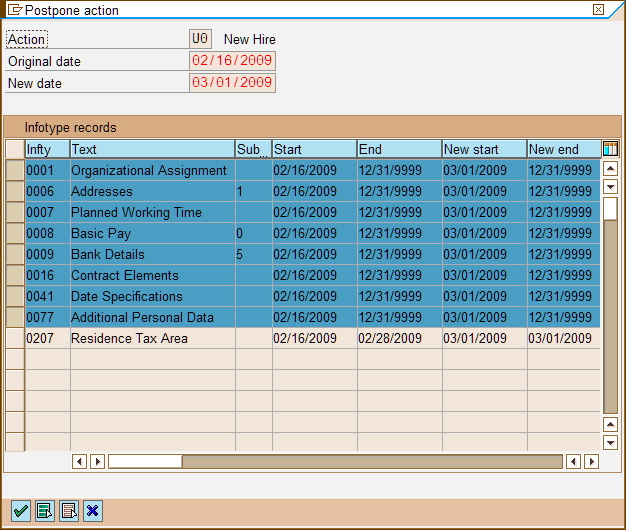 Postpone action
Action U0 New Hire
Original date 02/16/2009
New date 03/01/2009
Infotype records
Infty Text Sub... Start End New start New end
0001 Organizational Assignment 02/16/2009 12/31/9999 03/01/2009 12/31/9999
0006 Addresses 1 02/16/2009 12/31/9999 03/01/2009 12/31/9999
0007 Planned Working Time 02/16/2009 12/31/9999 03/01/2009 12/31/9999
0008 Basic Pay 0 02/16/2009 12/31/9999 03/01/2009 12/31/9999
0009 Bank Details 5 02/16/2009 12/31/9999 03/01/2009 12/31/9999
0016 Contract Elements 02/16/2009 12/31/9999 03/01/2009 12/31/9999
0041 Date Specifications 02/16/2009 12/31/9999 03/01/2009 12/31/9999
0077 Additional Personal Data 02/16/2009 12/31/9999 03/01/2009 12/31/9999
0207 Residence Tax Area 02/16/2009 02/28/2009 03/01/2009 03/01/2009